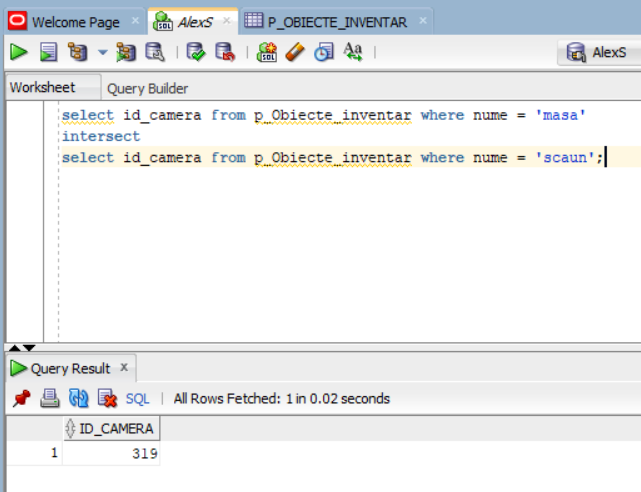 Welcome Page AlexS P_OBIECTE_INVENTAR
AlexS
Worksheet Query Builder
select id_camera from p_Obiecte_inventar where nume = 'masa'
intersect
select id_camera from p_Obiecte_inventar where nume = 'scaun';
Query Result
SQL All Rows Fetched: 1 in 0.02 seconds
ID_CAMERA
1 319